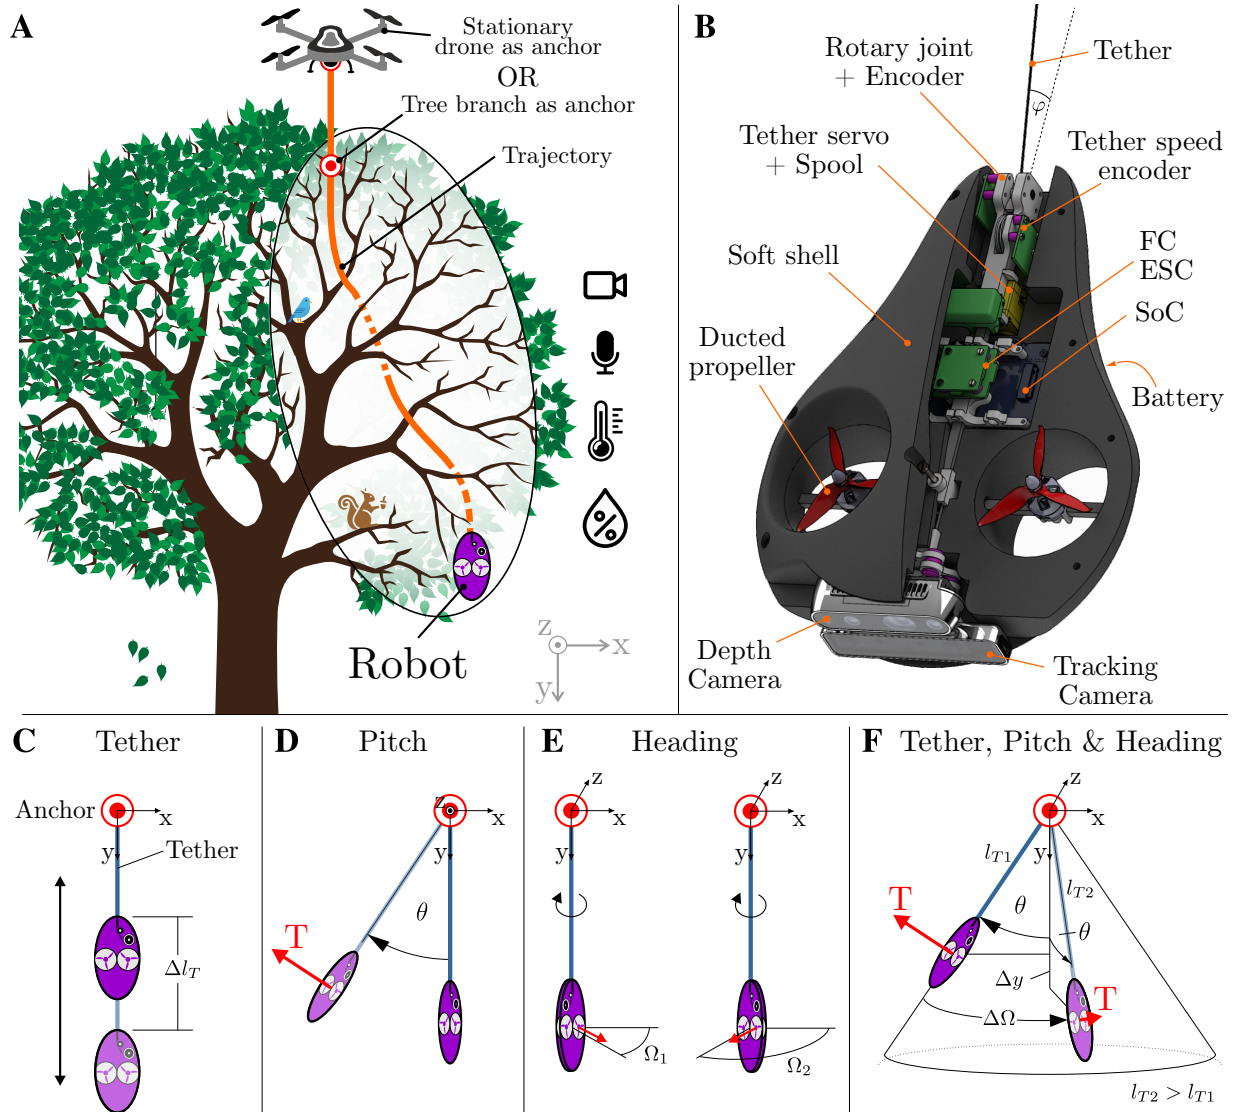 A
Stationary
drone as anchor
OR
Tree branch as anchor
Trajectory
Robot
z
x
y
B
Rotary joint
+ Encoder
Tether
φ
Tether servo
+ Spool
Tether speed
encoder
Soft shell
FC
ESC
SoC
Ducted
propeller
Battery
Depth
Camera
Tracking
Camera
C Tether
Anchor
x
y
Tether
Δl_T
D Pitch
z
x
y
θ
T
E Heading
z
x
y
Ω₁
z
x
y
Ω₂
F Tether, Pitch & Heading
z
x
y
l_T1
l_T2
T
θ
θ
Δy
T
ΔΩ
l_T2 > l_T1